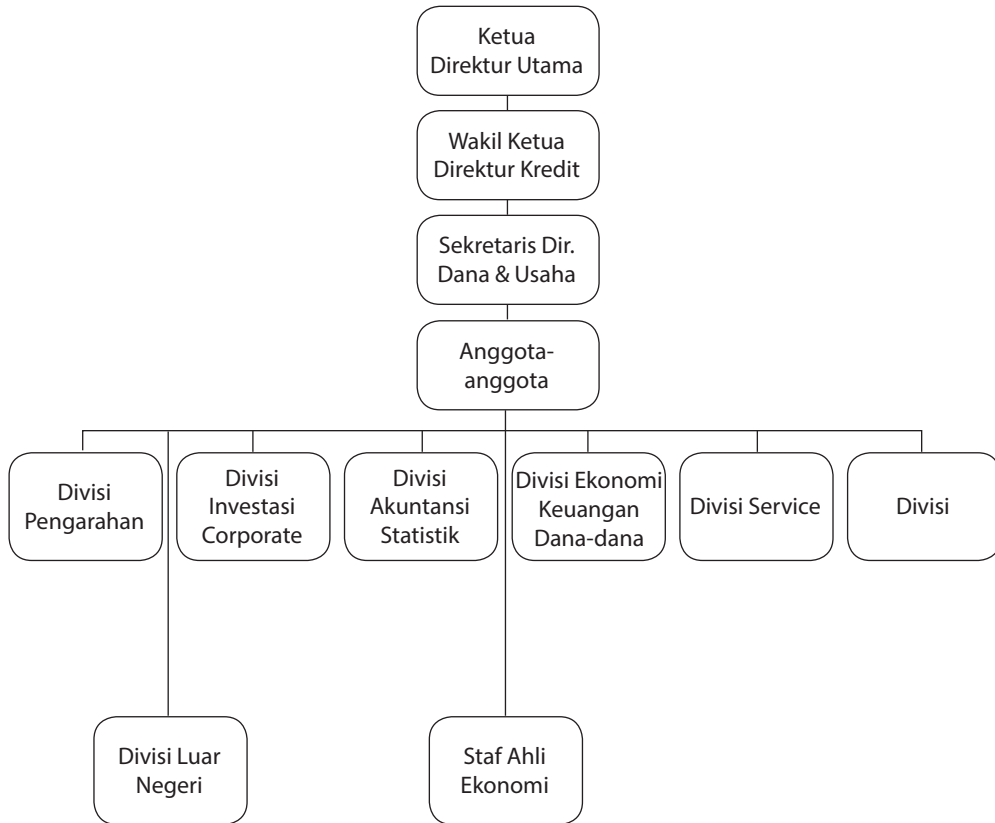 Ketua
Direktur Utama
Wakil Ketua
Direktur Kredit
Sekretaris Dir.
Dana & Usaha
Anggota-
anggota
Divisi
Pengarahan
Divisi
Investasi
Corporate
Divisi
Akuntansi
Statistik
Divisi Ekonomi
Keuangan
Dana-dana
Divisi Service
Divisi
Divisi Luar
Negeri
Staf Ahli
Ekonomi